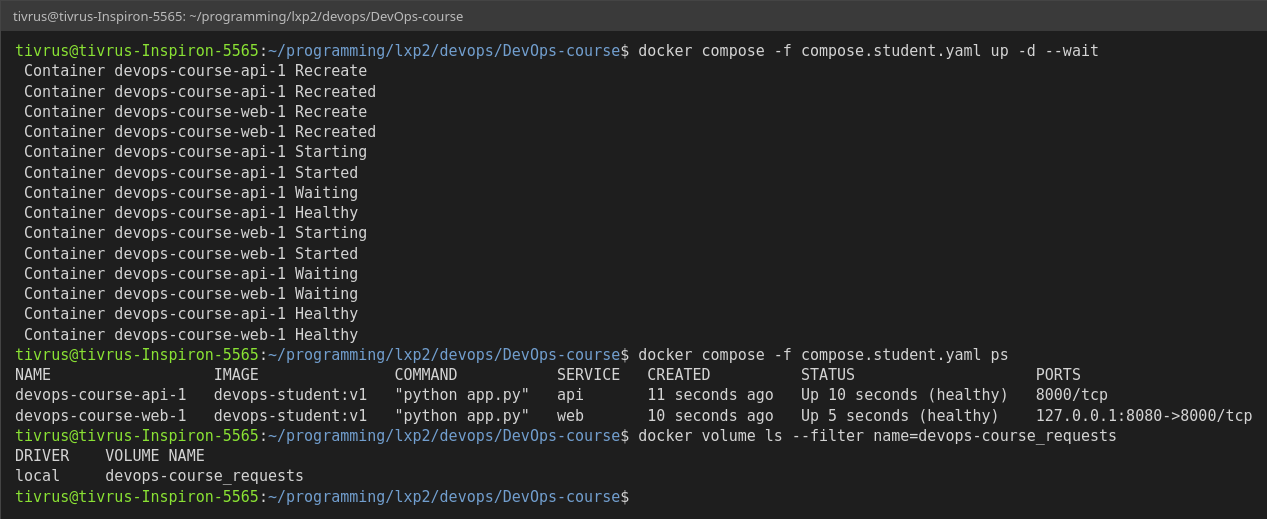 tivrus@tivrus-Inspiron-5565: ~/programming/lxp2/devops/DevOps-course
tivrus@tivrus-Inspiron-5565:~/programming/lxp2/devops/DevOps-course$ docker compose -f compose.student.yaml up -d --wait
 Container devops-course-api-1 Recreate
 Container devops-course-api-1 Recreated
 Container devops-course-web-1 Recreate
 Container devops-course-web-1 Recreated
 Container devops-course-api-1 Starting
 Container devops-course-api-1 Started
 Container devops-course-api-1 Waiting
 Container devops-course-api-1 Healthy
 Container devops-course-web-1 Starting
 Container devops-course-web-1 Started
 Container devops-course-api-1 Waiting
 Container devops-course-web-1 Waiting
 Container devops-course-api-1 Healthy
 Container devops-course-web-1 Healthy
tivrus@tivrus-Inspiron-5565:~/programming/lxp2/devops/DevOps-course$ docker compose -f compose.student.yaml ps
NAME                  IMAGE               COMMAND           SERVICE   CREATED          STATUS                    PORTS
devops-course-api-1   devops-student:v1   "python app.py"   api       11 seconds ago   Up 10 seconds (healthy)   8000/tcp
devops-course-web-1   devops-student:v1   "python app.py"   web       10 seconds ago   Up 5 seconds (healthy)    127.0.0.1:8080->8000/tcp
tivrus@tivrus-Inspiron-5565:~/programming/lxp2/devops/DevOps-course$ docker volume ls --filter name=devops-course_requests
DRIVER    VOLUME NAME
local     devops-course_requests
tivrus@tivrus-Inspiron-5565:~/programming/lxp2/devops/DevOps-course$